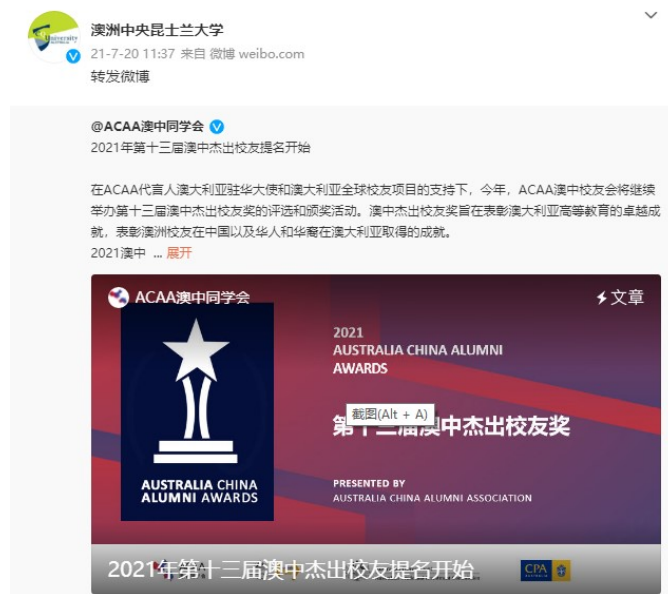 澳洲中央昆士兰大学
21-7-20 11:37 来自 微博 weibo.com
转发微博
@ACAA澳中同学会
2021年第十三届澳中杰出校友提名开始
在ACAA代言人澳大利亚驻华大使和澳大利亚全球校友项目的支持下，今年，ACAA澳中校友会将继续
举办第十三届澳中杰出校友奖的评选和颁奖活动。澳中杰出校友奖旨在表彰澳大利亚高等教育的卓越成
就，表彰澳洲校友在中国以及华人和华裔在澳大利亚取得的成就。
2021澳中 ... 展开
ACAA澳中同学会
文章
2021
AUSTRALIA CHINA ALUMNI
AWARDS
截图(Alt + A)
第十三届澳中杰出校友奖
AUSTRALIA CHINA
ALUMNI AWARDS
PRESENTED BY
AUSTRALIA CHINA ALUMNI ASSOCIATION
2021年第十三届澳中杰出校友提名开始
CPA